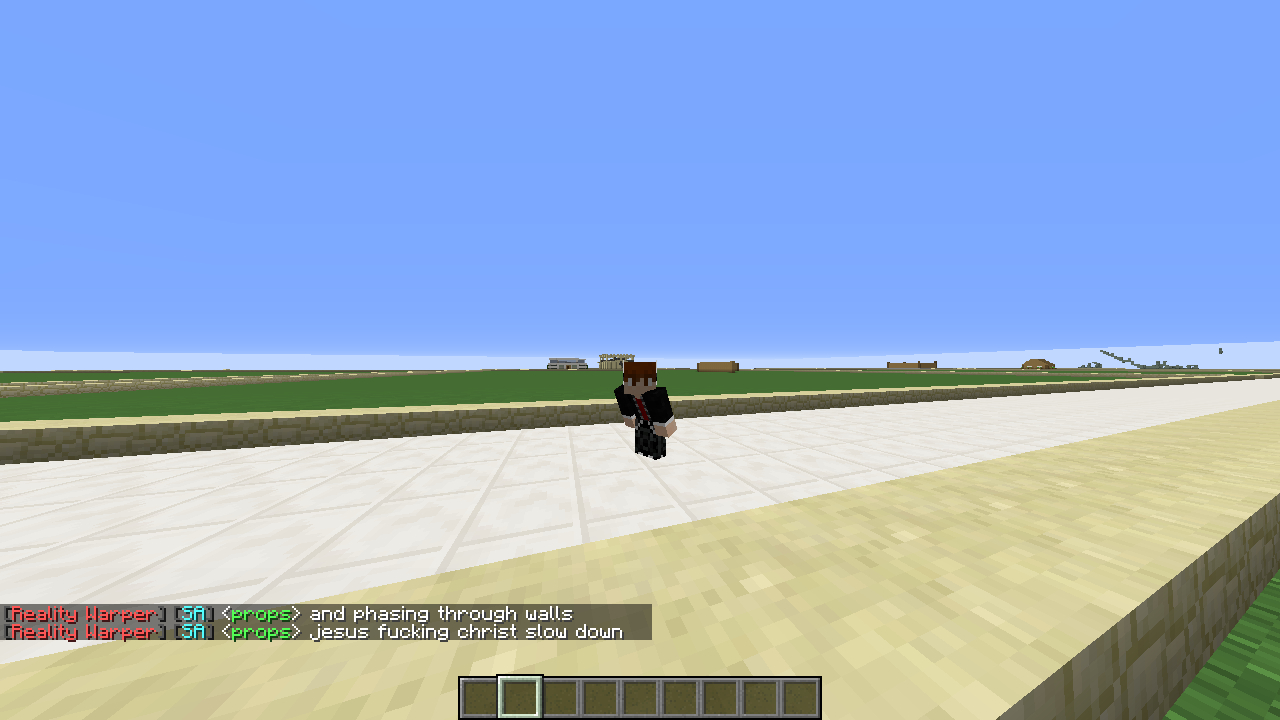 [Reality Warper] [SA] <props> and phasing through walls
[Reality Warper] [SA] <props> jesus fucking christ slow down